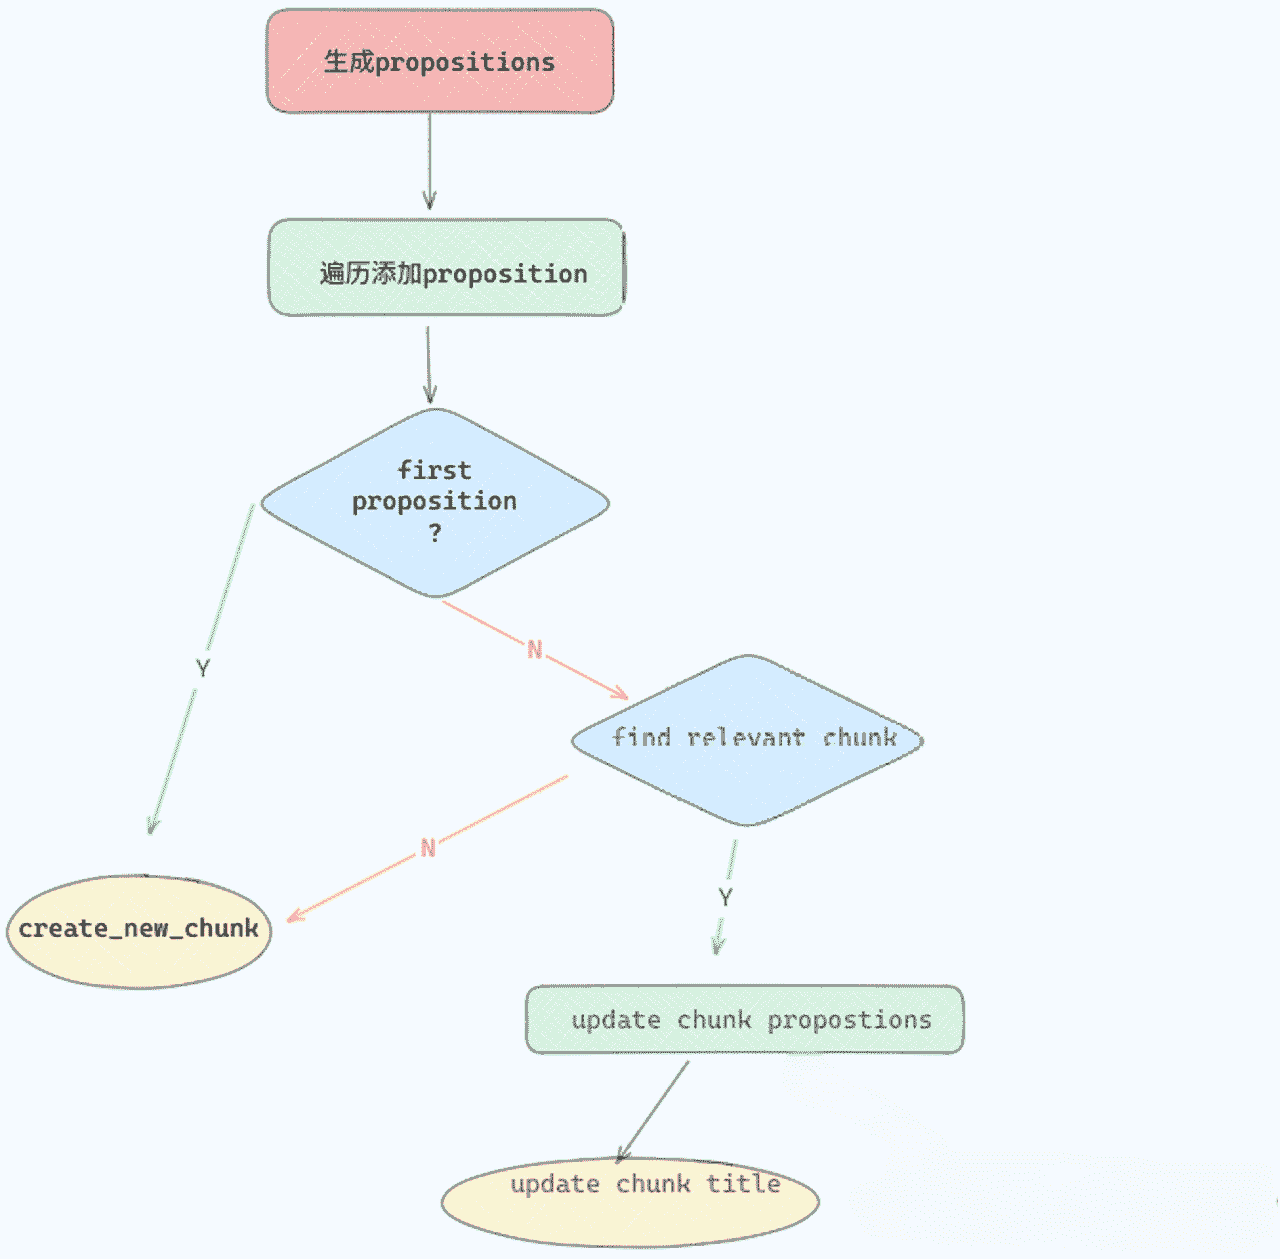 生成propositions
遍历添加proposition
first
proposition
?
N
Y
find relevant chunk
N
Y
create_new_chunk
update chunk propostions
update chunk title